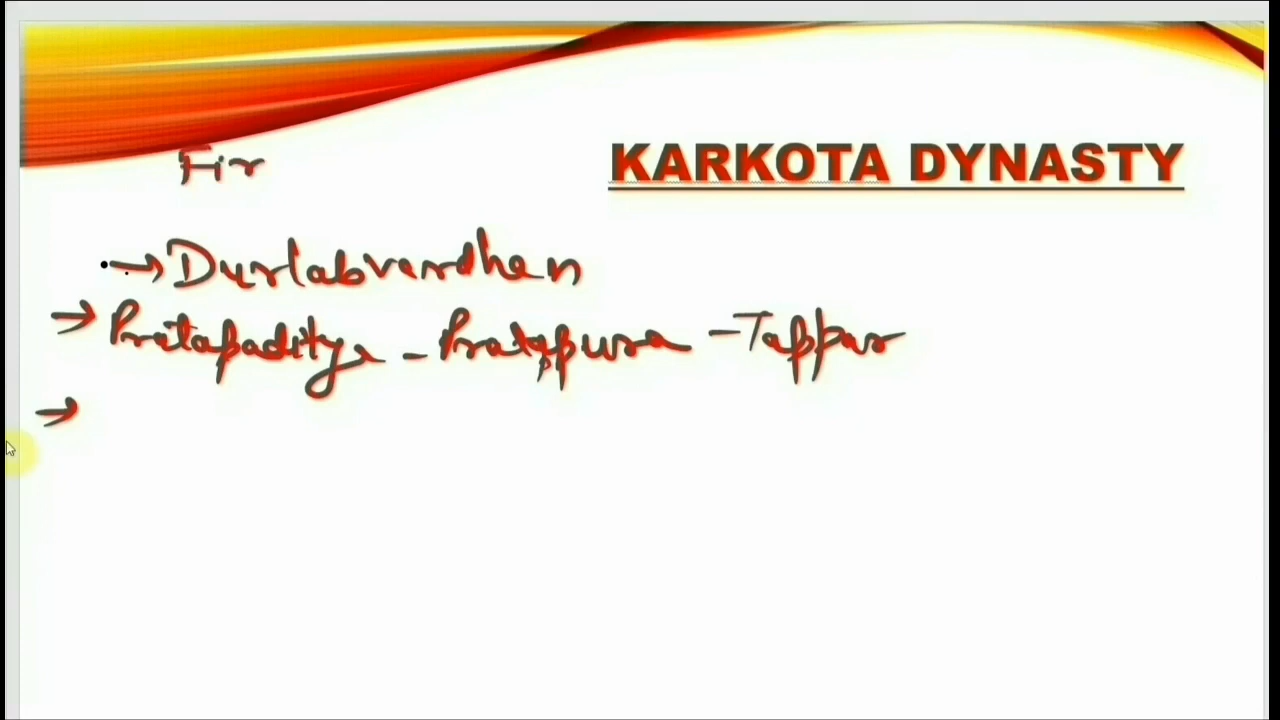 KARKOTA DYNASTY
Fir
→ Durlabvardhan
→ Pratapaditya - Pratapura - Tappar
→